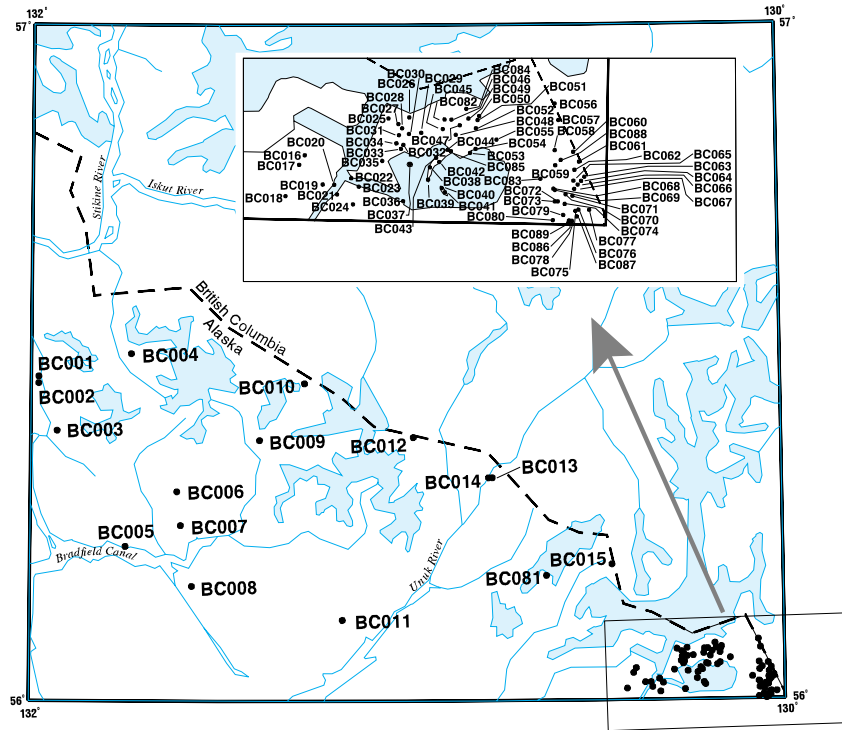 132°
130°
57°
57°
BC030
BC026
BC029
BC045
BC084
BC046
BC049
BC050
BC051
BC028
BC027
BC025
BC082
BC052
BC056
BC031
BC034
BC033
BC047
BC044
BC048
BC055
BC054
BC057
BC058
BC060
BC088
BC061
BC020
BC016
BC017
BC035
BC032
BC053
BC085
BC062
BC065
BC063
BC064
BC066
BC067
BC019
BC018
BC021
BC022
BC023
BC024
BC042
BC038
BC040
BC083
BC059
BC072
BC073
BC068
BC069
BC036
BC037
BC043
BC039
BC041
BC079
BC080
BC071
BC070
BC074
BC089
BC086
BC078
BC075
BC077
BC076
BC087
Stikine River
Iskut River
British Columbia
Alaska
BC001
BC002
BC004
BC010
BC003
BC009
BC012
BC014
BC013
BC006
BC005
BC007
Bradfield Canal
Unuk River
BC015
BC081
BC008
BC011
56°
56°
132°
130°